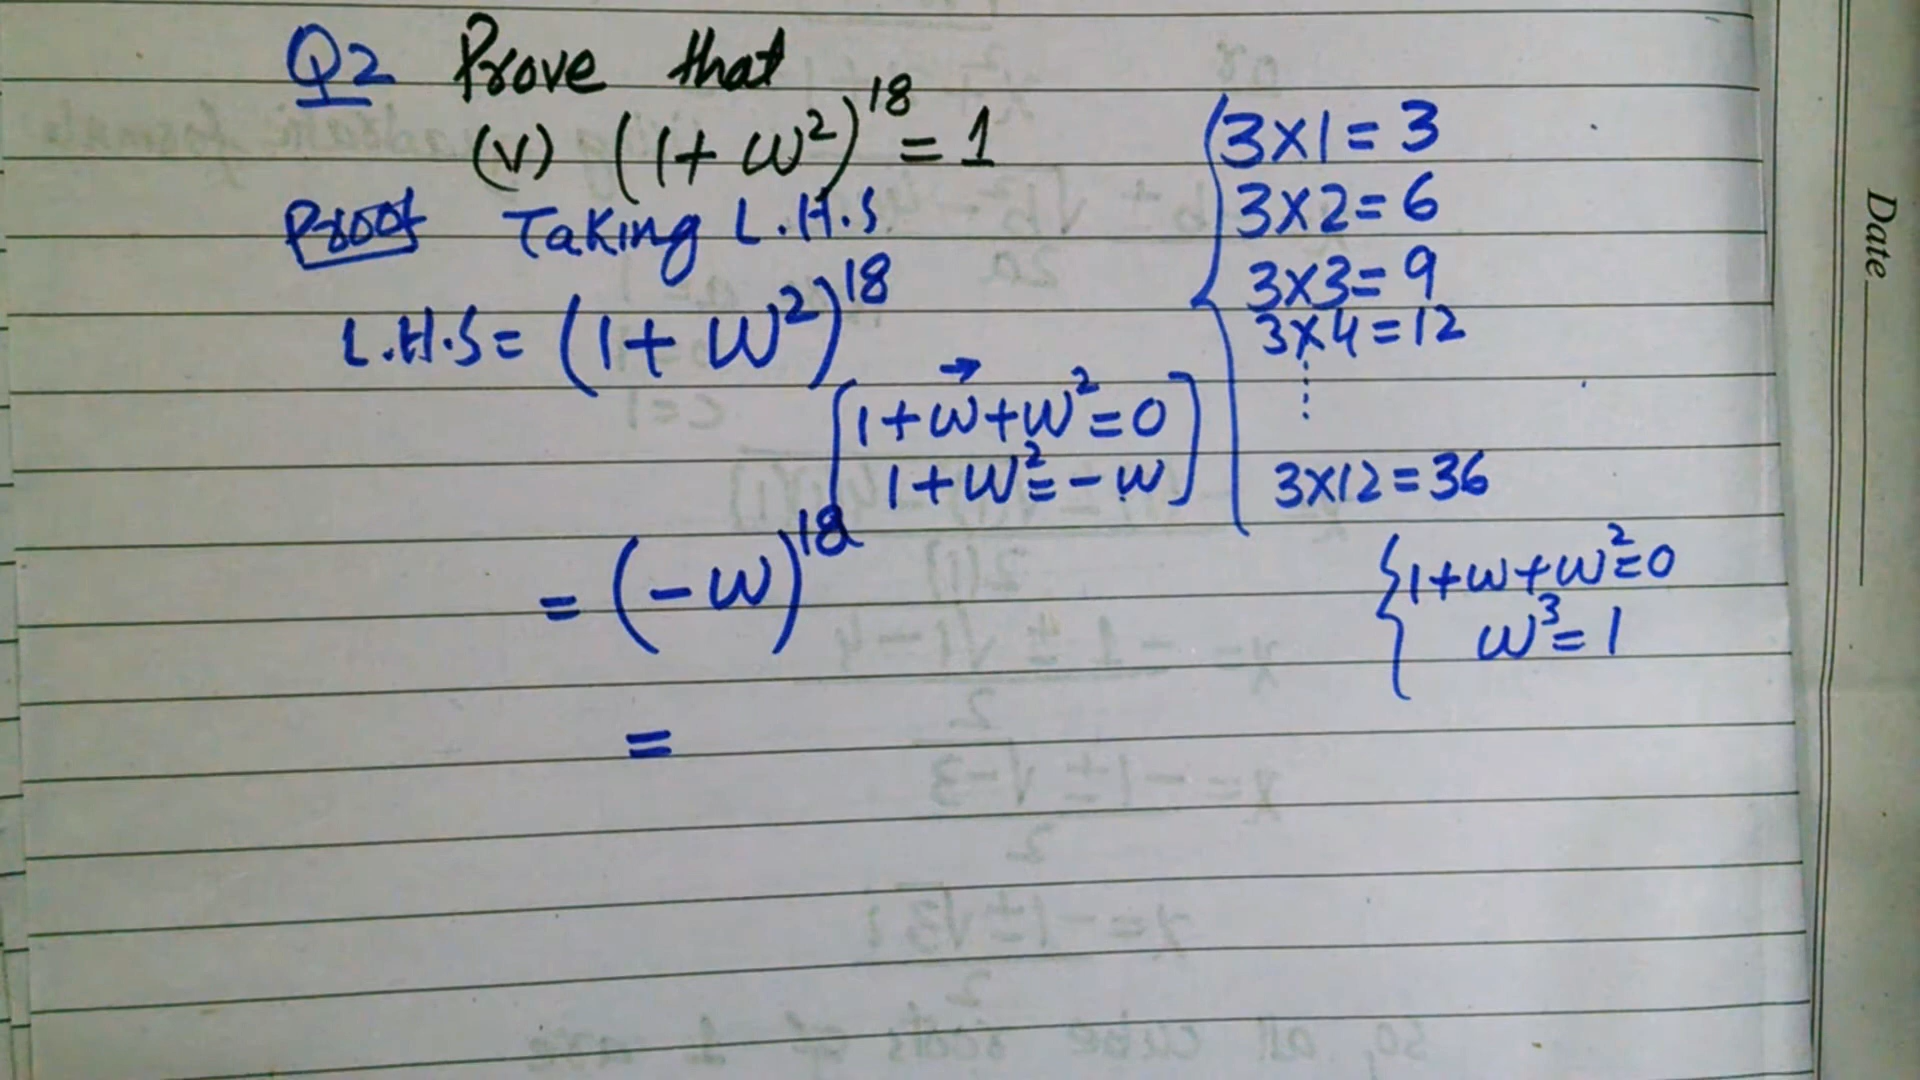 Q2 Prove that
(v) (1+ω²)¹⁸ = 1
Proof Taking L.H.S
L.H.S = (1+ω²)¹⁸
[1+ω+ω²=0
1+ω²=-ω]
= (-ω)¹⁸
=
3×1=3
3×2=6
3×3=9
3×4=12
⋮
3×12=36
{1+ω+ω²=0
ω³=1
Date